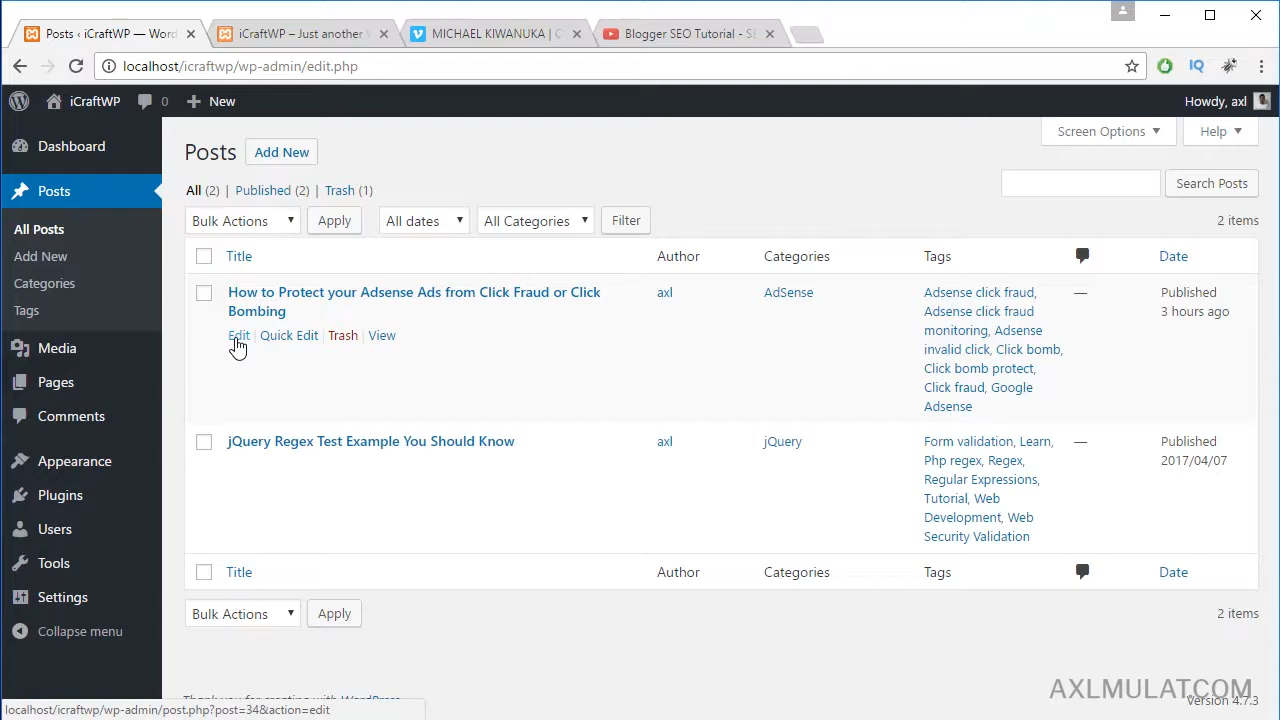 Posts ‹ iCraftWP — Word
iCraftWP – Just another
MICHAEL KIWANUKA | C
Blogger SEO Tutorial - SE
localhost/icraftwp/wp-admin/edit.php
IQ
iCraftWP
0
New
Howdy, axl
Screen Options
Help
Dashboard
Posts
All Posts
Add New
Categories
Tags
Media
Pages
Comments
Appearance
Plugins
Users
Tools
Settings
Collapse menu
Posts
Add New
All (2) | Published (2) | Trash (1)
Search Posts
Bulk Actions
Apply
All dates
All Categories
Filter
2 items
Title
Author
Categories
Tags
Date
How to Protect your Adsense Ads from Click Fraud or Click
Bombing
Edit | Quick Edit | Trash | View
axl
AdSense
Adsense click fraud,
Adsense click fraud
monitoring, Adsense
invalid click, Click bomb,
Click bomb protect,
Click fraud, Google
Adsense
—
Published
3 hours ago
jQuery Regex Test Example You Should Know
axl
jQuery
Form validation, Learn,
Php regex, Regex,
Regular Expressions,
Tutorial, Web
Development, Web
Security Validation
—
Published
2017/04/07
Title
Author
Categories
Tags
Date
Bulk Actions
Apply
2 items
Thank you for creating with WordPress.
AXLMULAT.COM
Version 4.7.3
localhost/icraftwp/wp-admin/post.php?post=34&action=edit